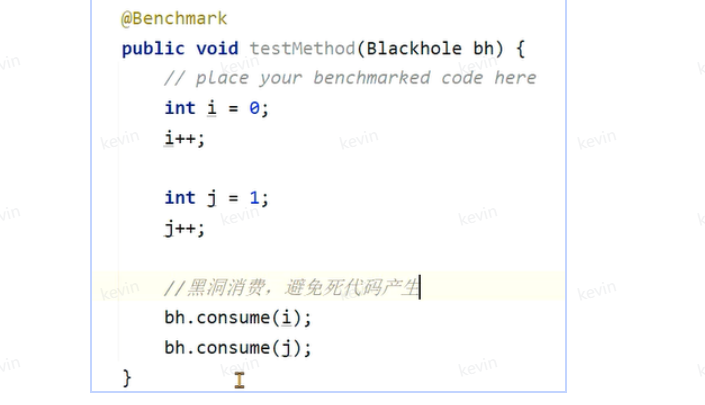 @Benchmark
public void testMethod(Blackhole bh) {
// place your benchmarked code here
int i = 0;
i++;
int j = 1;
j++;
//黑洞消费，避免死代码产生
bh.consume(i);
bh.consume(j);
}
kevin
kevin
kevin
kevin
kevin
kevin
kevin
kevin
kevin
kevin
kevin
kevin